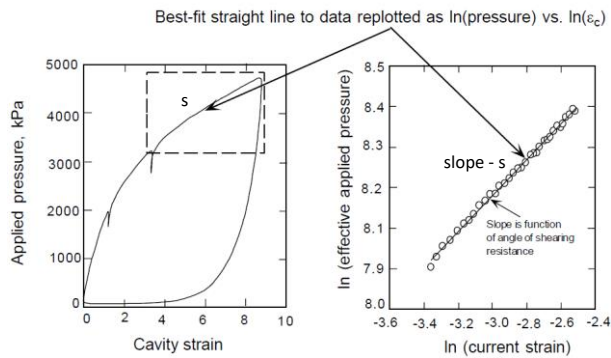 Best-fit straight line to data replotted as ln(pressure) vs. ln(εc)
Applied pressure, kPa
5000
4000
3000
2000
1000
0
s
0 2 4 6 8 10
Cavity strain
ln (effective applied pressure)
8.5
8.4
8.3
8.2
8.1
7.9
8.0
slope - s
Slope is function
of angle of shearing
resistance
-3.6 -3.4 -3.2 -3.0 -2.8 -2.6 -2.4
ln (current strain)